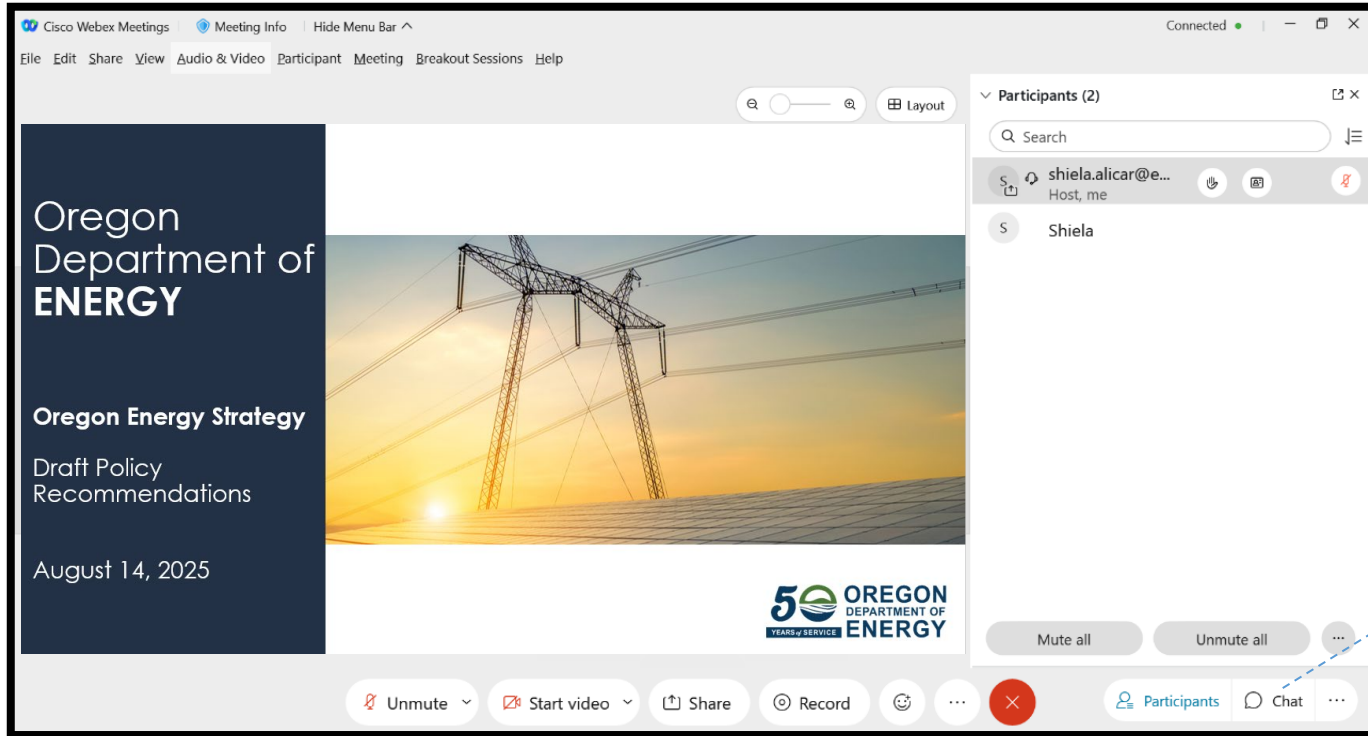 Cisco Webex Meetings Meeting Info Hide Menu Bar Connected
File Edit Share View Audio & Video Participant Meeting Breakout Sessions Help
Layout
Oregon
Department of
ENERGY
Oregon Energy Strategy
Draft Policy
Recommendations
August 14, 2025
50 OREGON
DEPARTMENT OF
YEARS of SERVICE ENERGY
Participants (2)
Search
S shiela.alicar@e...
Host, me
S Shiela
Mute all Unmute all ...
Unmute Start video Share Record ... Participants Chat ...